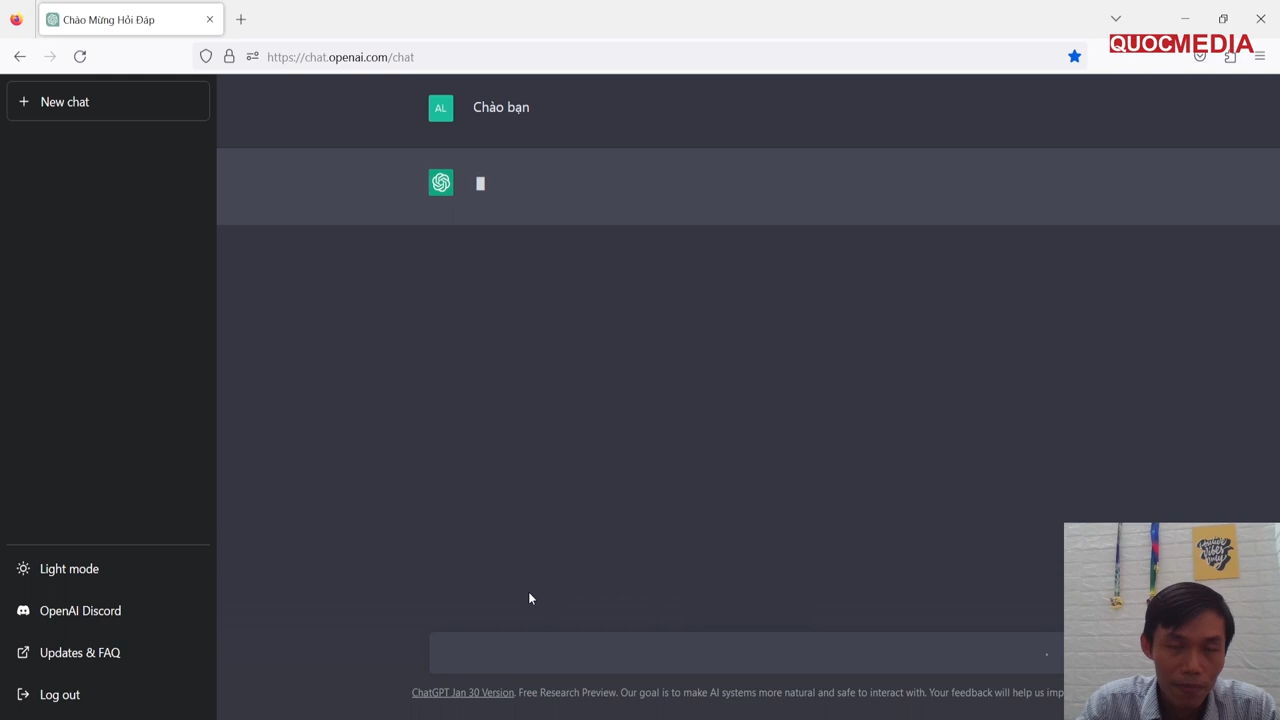 Chào Mừng Hỏi Đáp
https://chat.openai.com/chat
QUOCMEDIA
New chat
AL
Chào bạn
Light mode
OpenAI Discord
Updates & FAQ
Log out
ChatGPT Jan 30 Version. Free Research Preview. Our goal is to make AI systems more natural and safe to interact with. Your feedback will help us imp